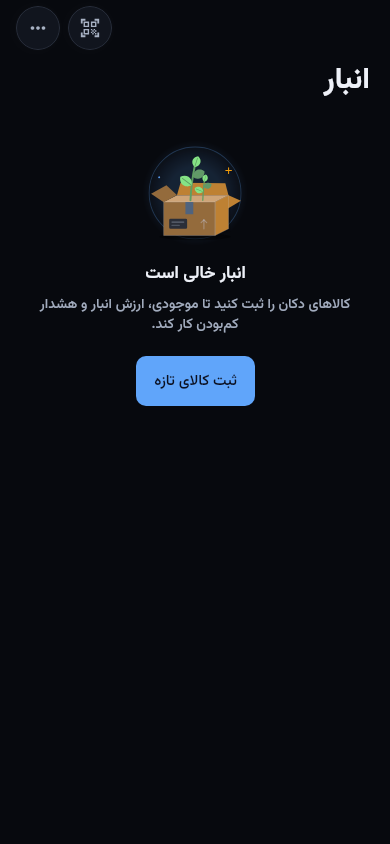 انبار
انبار خالی است
کالاهای دکان را ثبت کنید تا موجودی، ارزش انبار و هشدار
کم‌بودن کار کند.
ثبت کالای تازه